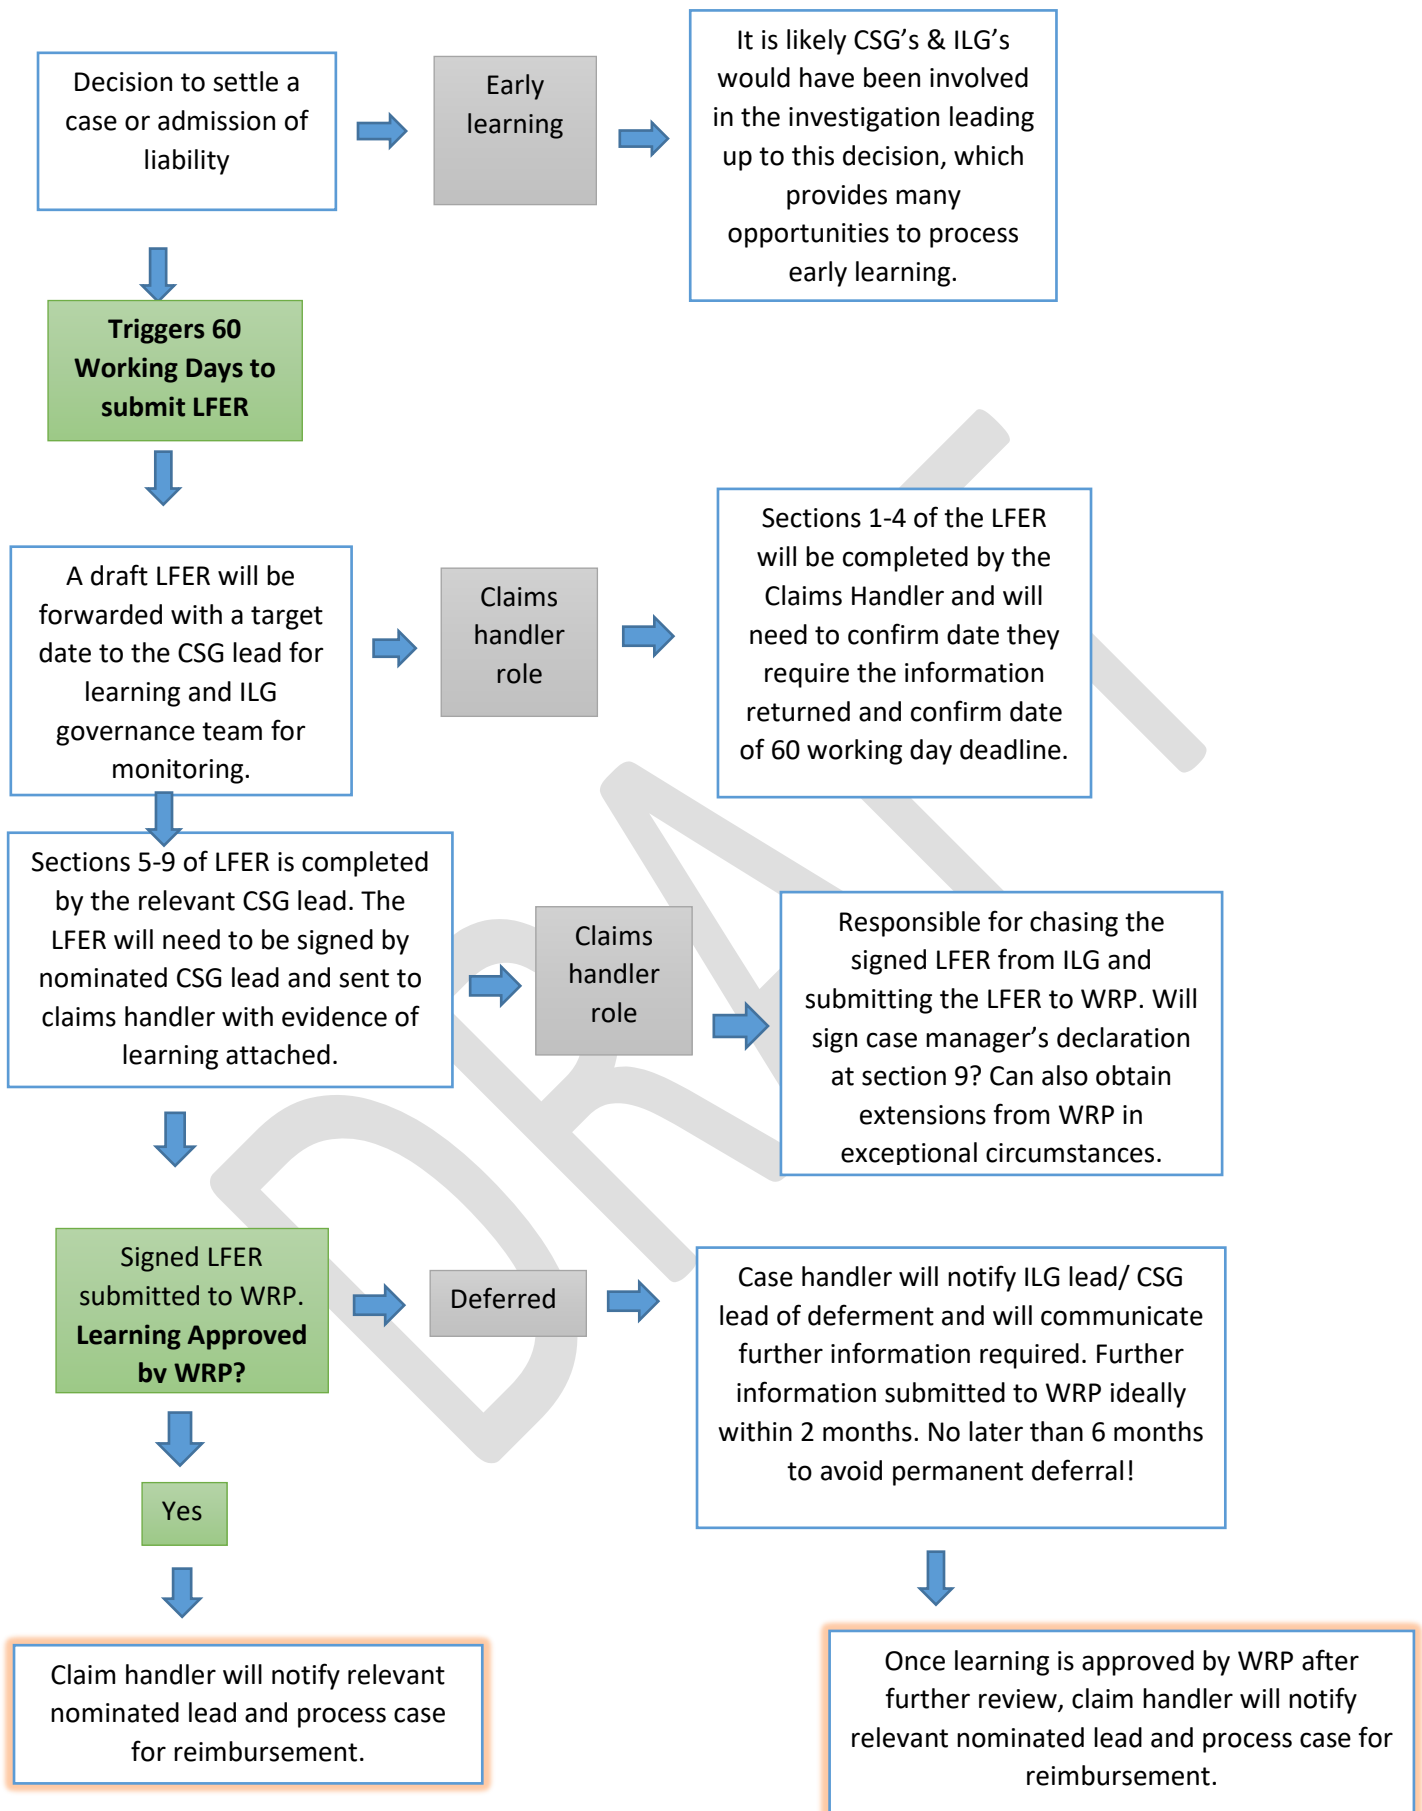 Decision to settle a
case or admission of
liability
Early
learning
It is likely CSG's & ILG's
would have been involved
in the investigation leading
up to this decision, which
provides many
opportunities to process
early learning.
Triggers 60
Working Days to
submit LFER
A draft LFER will be
forwarded with a target
date to the CSG lead for
learning and ILG
governance team for
monitoring.
Claims
handler
role
Sections 1-4 of the LFER
will be completed by the
Claims Handler and will
need to confirm date they
require the information
returned and confirm date
of 60 working day deadline.
Sections 5-9 of LFER is completed
by the relevant CSG lead. The
LFER will need to be signed by
nominated CSG lead and sent to
claims handler with evidence of
learning attached.
Claims
handler
role
Responsible for chasing the
signed LFER from ILG and
submitting the LFER to WRP. Will
sign case manager’s declaration
at section 9? Can also obtain
extensions from WRP in
exceptional circumstances.
Signed LFER
submitted to WRP.
Learning Approved
by WRP?
Deferred
Case handler will notify ILG lead/ CSG
lead of deferment and will communicate
further information required. Further
information submitted to WRP ideally
within 2 months. No later than 6 months
to avoid permanent deferral!
Yes
Claim handler will notify relevant
nominated lead and process case
for reimbursement.
Once learning is approved by WRP after
further review, claim handler will notify
relevant nominated lead and process case for
reimbursement.
DRAFT